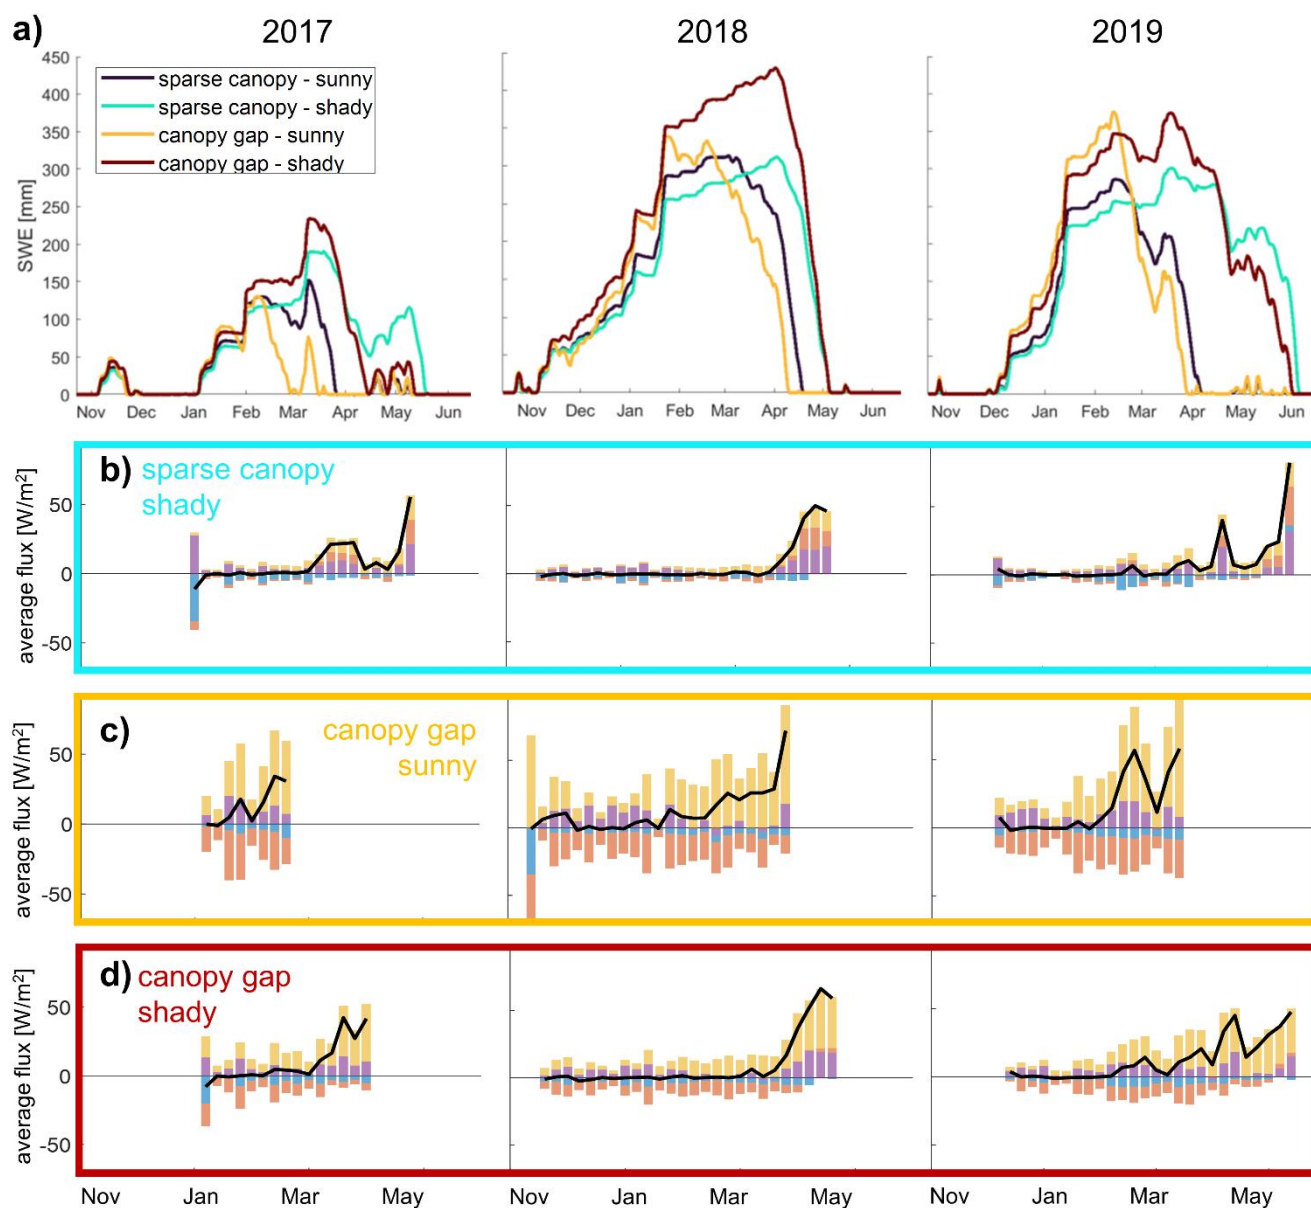 a)
2017
2018
2019
450
400
350
300
250
200
150
100
50
0
SWE [mm]
sparse canopy - sunny
sparse canopy - shady
canopy gap - sunny
canopy gap - shady
Nov Dec Jan Feb Mar Apr May Jun
Nov Dec Jan Feb Mar Apr May Jun
Nov Dec Jan Feb Mar Apr May Jun
b) sparse canopy
shady
average flux [W/m²]
50
0
-50
c) canopy gap
sunny
average flux [W/m²]
50
0
-50
d) canopy gap
shady
average flux [W/m²]
50
0
-50
Nov Jan Mar May
Nov Jan Mar May
Jan Mar May